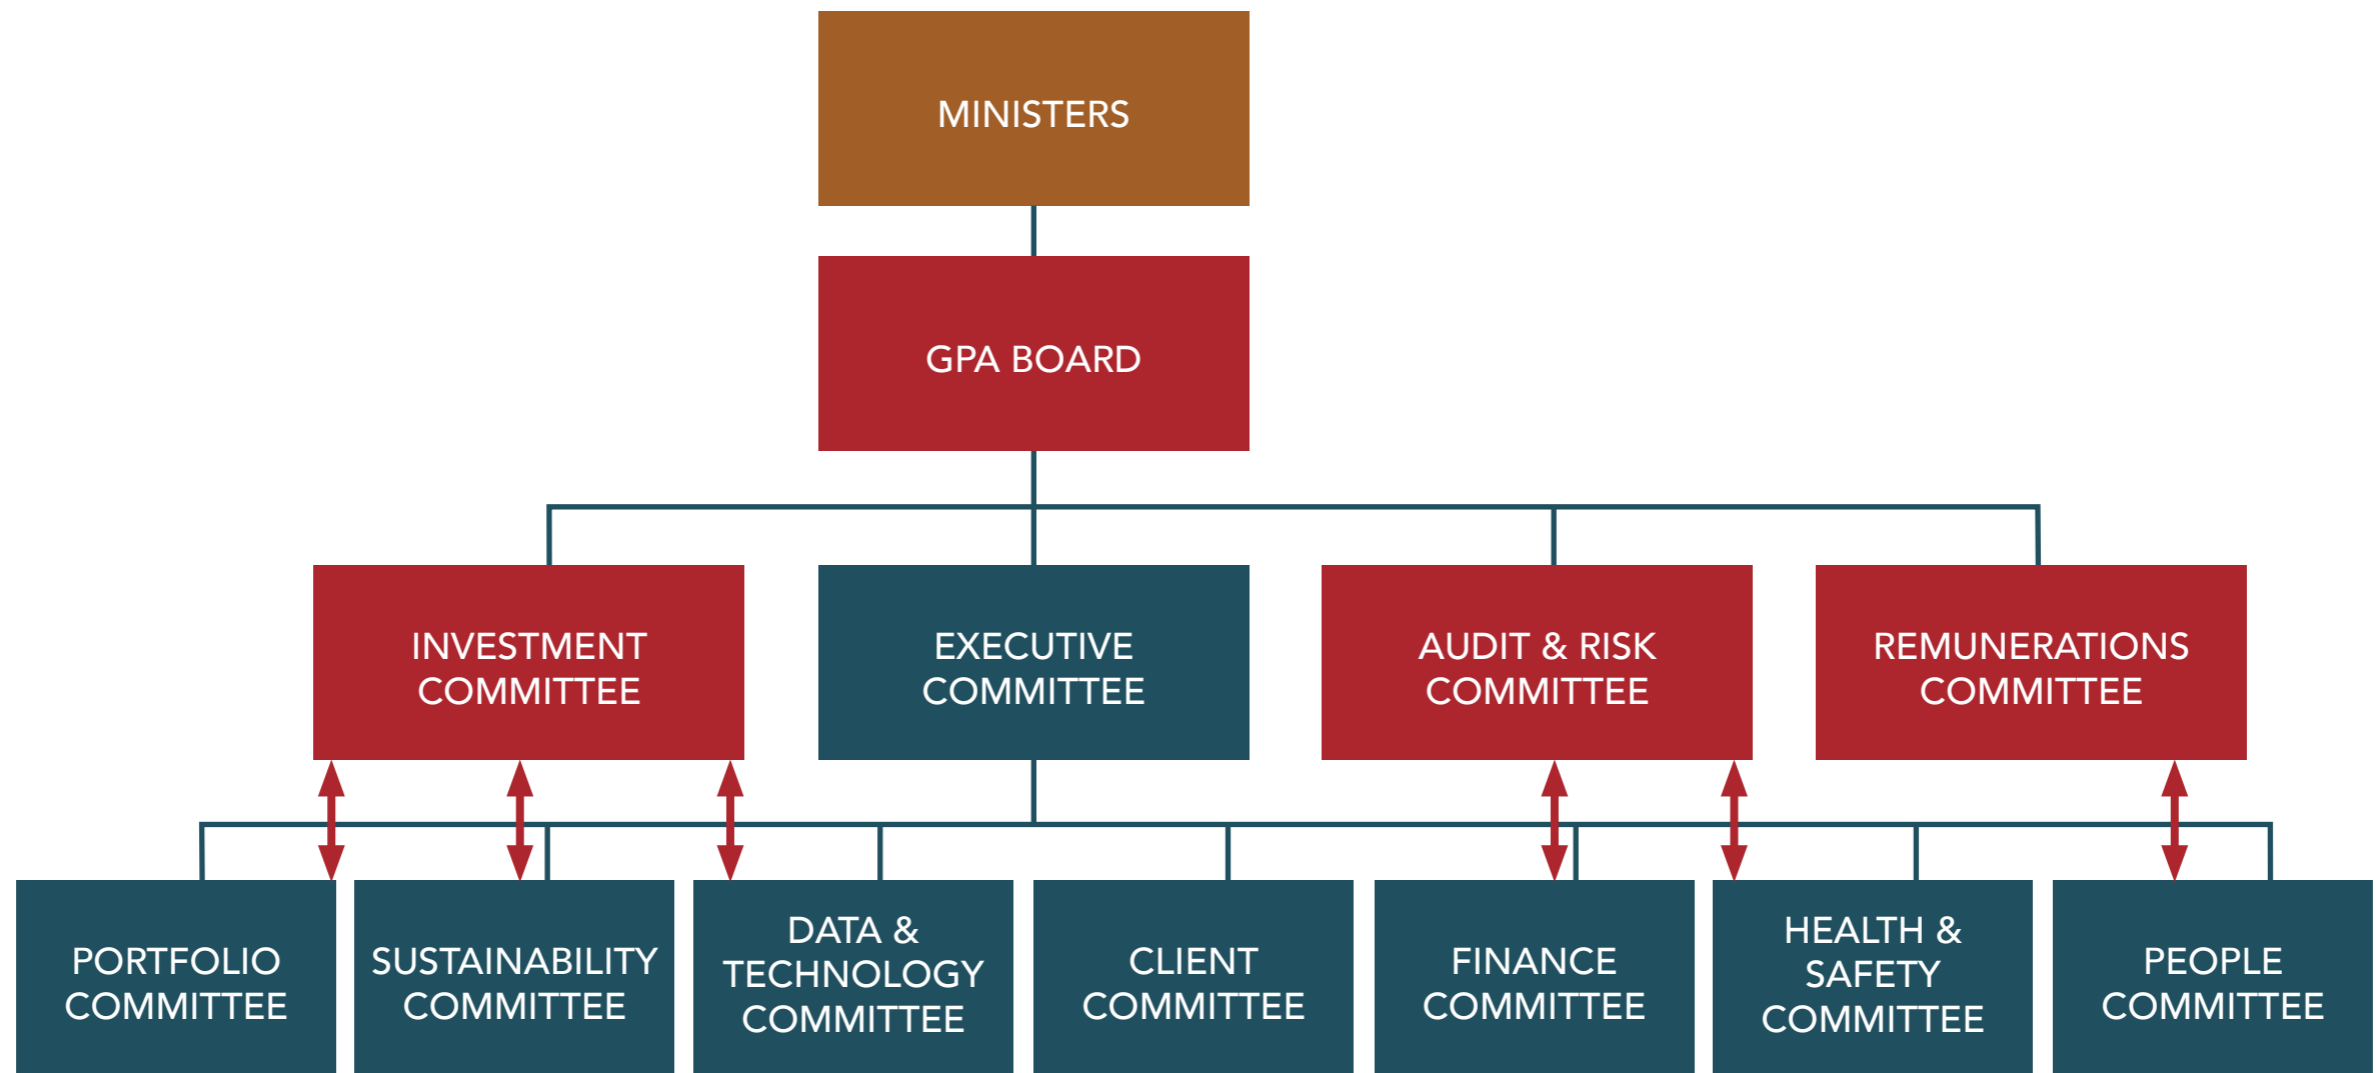 MINISTERS
GPA BOARD
INVESTMENT
COMMITTEE
EXECUTIVE
COMMITTEE
AUDIT & RISK
COMMITTEE
REMUNERATIONS
COMMITTEE
PORTFOLIO
COMMITTEE
SUSTAINABILITY
COMMITTEE
DATA &
TECHNOLOGY
COMMITTEE
CLIENT
COMMITTEE
FINANCE
COMMITTEE
HEALTH &
SAFETY
COMMITTEE
PEOPLE
COMMITTEE